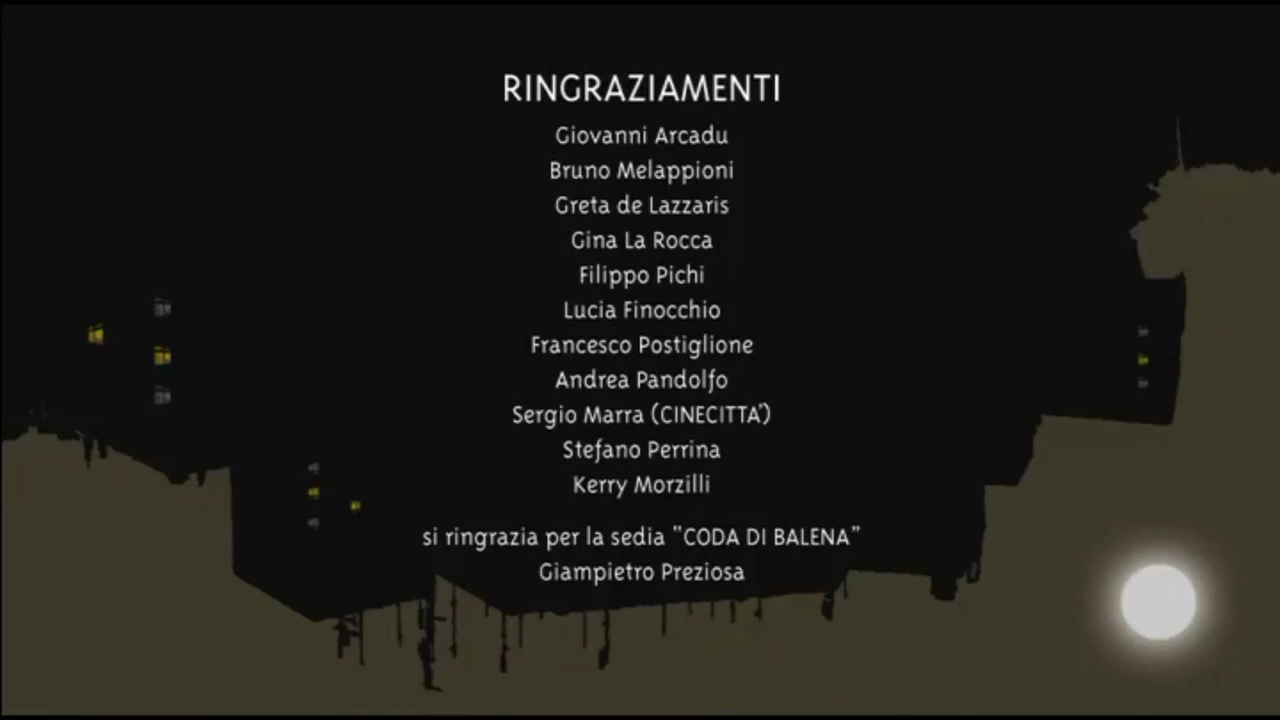 RINGRAZIAMENTI
Giovanni Arcadu
Bruno Melappioni
Greta de Lazzaris
Gina La Rocca
Filippo Pichi
Lucia Finocchio
Francesco Postiglione
Andrea Pandolfo
Sergio Marra (CINECITTA')
Stefano Perrina
Kerry Morzilli
si ringrazia per la sedia "CODA DI BALENA"
Giampietro Preziosa